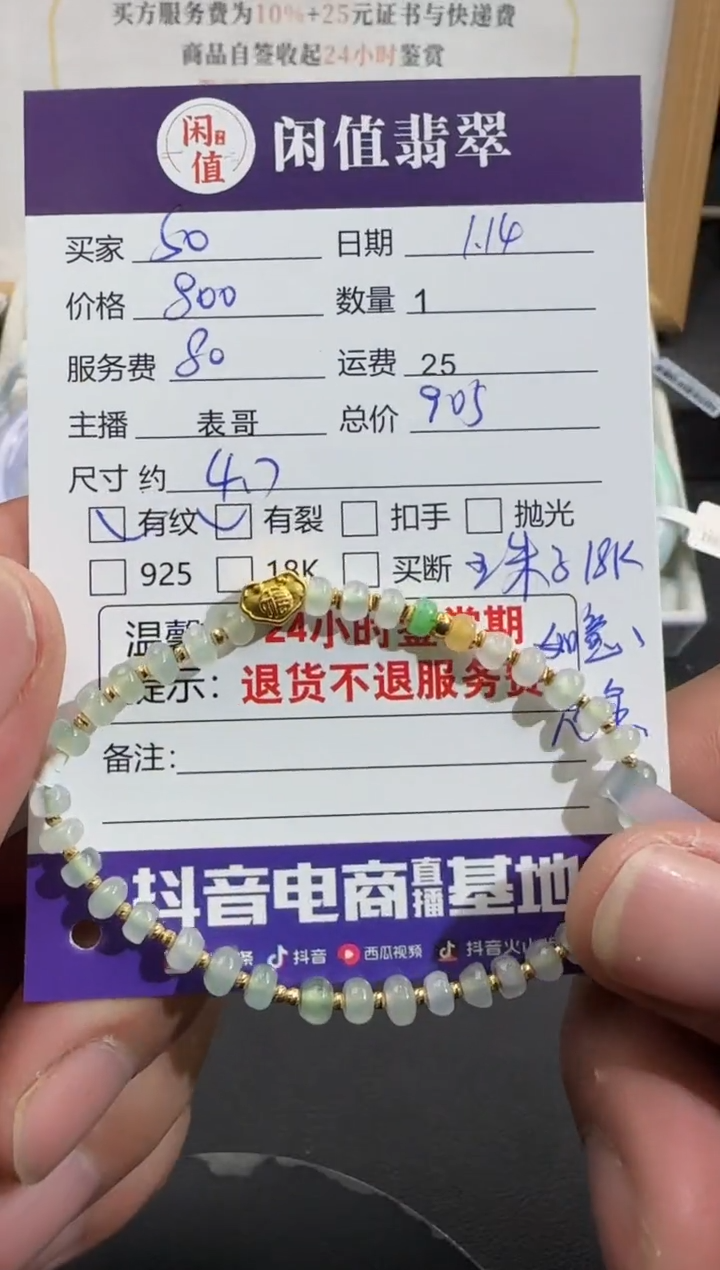 买方服务费为10%+25元证书与快递费
商品自签收起24小时鉴赏
闲值
闲值翡翠
买家 50 日期 1.14
价格 800 数量 1
服务费 80 运费 25
主播 表哥 总价 905
尺寸 约 4.7
有纹 有裂 扣手 抛光
925 18K 买断 珠子18K
温馨 24小时鉴赏期
提示: 退货不退服务费
如意
备注:
抖音电商直播基地
抖音 西瓜视频 抖音火山